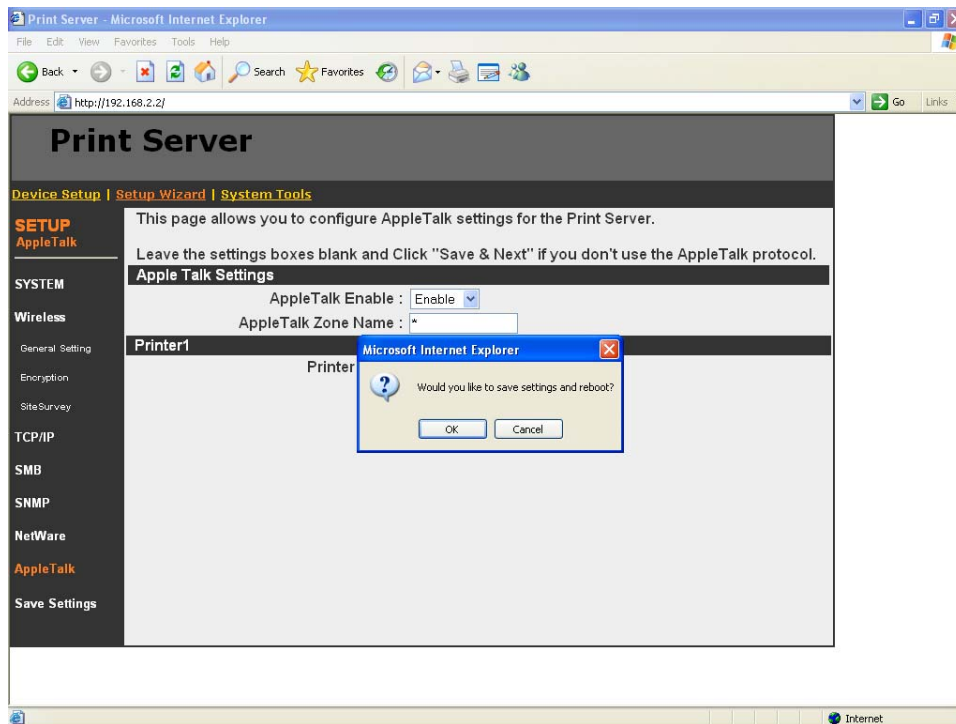 Print Server - Microsoft Internet Explorer
File Edit View Favorites Tools Help
Back Search Favorites
Address http://192.168.2.2/ Go Links
Print Server
Device Setup | Setup Wizard | System Tools
SETUP
AppleTalk
SYSTEM
Wireless
General Setting
Encryption
SiteSurvey
TCP/IP
SMB
SNMP
NetWare
AppleTalk
Save Settings
This page allows you to configure AppleTalk settings for the Print Server.
Leave the settings boxes blank and Click "Save & Next" if you don't use the AppleTalk protocol.
Apple Talk Settings
AppleTalk Enable : Enable
AppleTalk Zone Name : *
Printer1
Printer
Microsoft Internet Explorer
Would you like to save settings and reboot?
OK Cancel
Internet